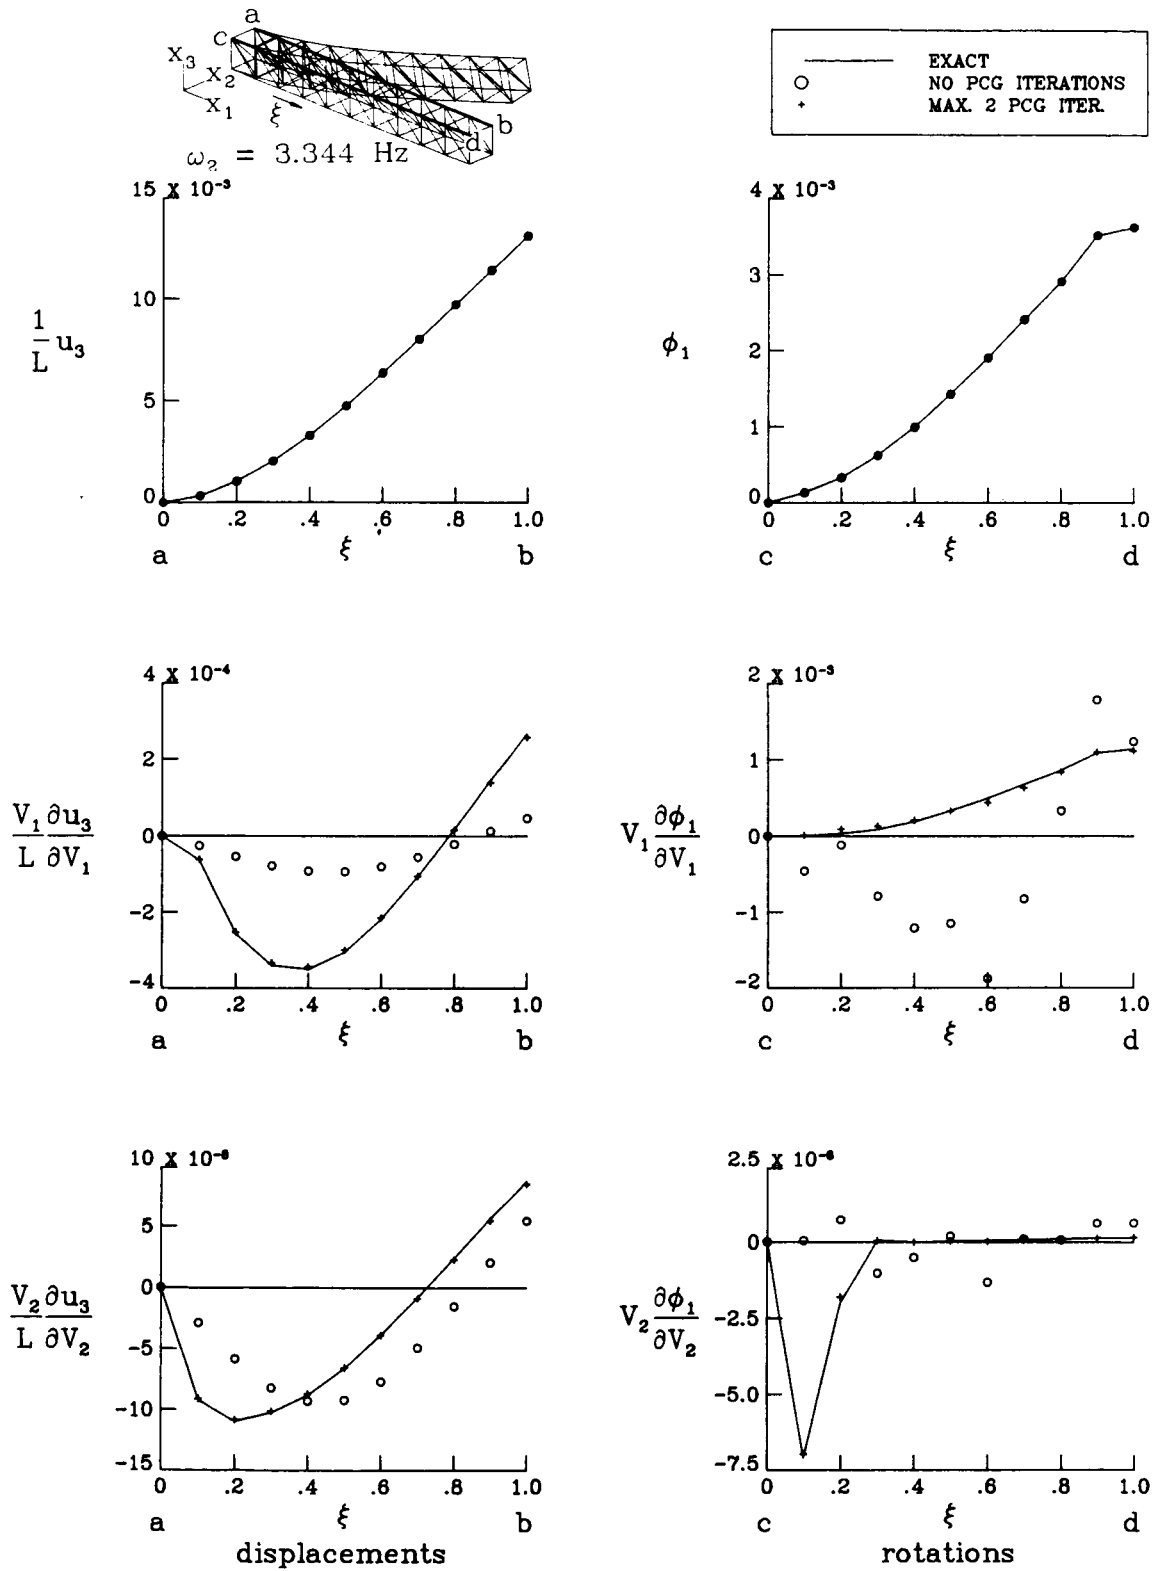 a
c
X₃
X₂
X₁
ξ
b
d
ω₂ = 3.344 Hz
EXACT
NO PCG ITERATIONS
MAX. 2 PCG ITER.
15 X 10⁻³
10
5
0
1/L u₃
0 .2 .4 .6 .8 1.0
a ξ b
4 X 10⁻³
3
2
1
0
ϕ₁
0 .2 .4 .6 .8 1.0
c ξ d
4 X 10⁻⁴
2
0
-2
-4
V₁/L ∂u₃/∂V₁
0 .2 .4 .6 .8 1.0
a ξ b
2 X 10⁻³
1
0
-1
-2
V₁ ∂ϕ₁/∂V₁
0 .2 .4 .6 .8 1.0
c ξ d
10 X 10⁻⁶
5
0
-5
-10
-15
V₂/L ∂u₃/∂V₂
0 .2 .4 .6 .8 1.0
a ξ b
displacements
2.5 X 10⁻⁶
0
-2.5
-5.0
-7.5
V₂ ∂ϕ₁/∂V₂
0 .2 .4 .6 .8 1.0
c ξ d
rotations